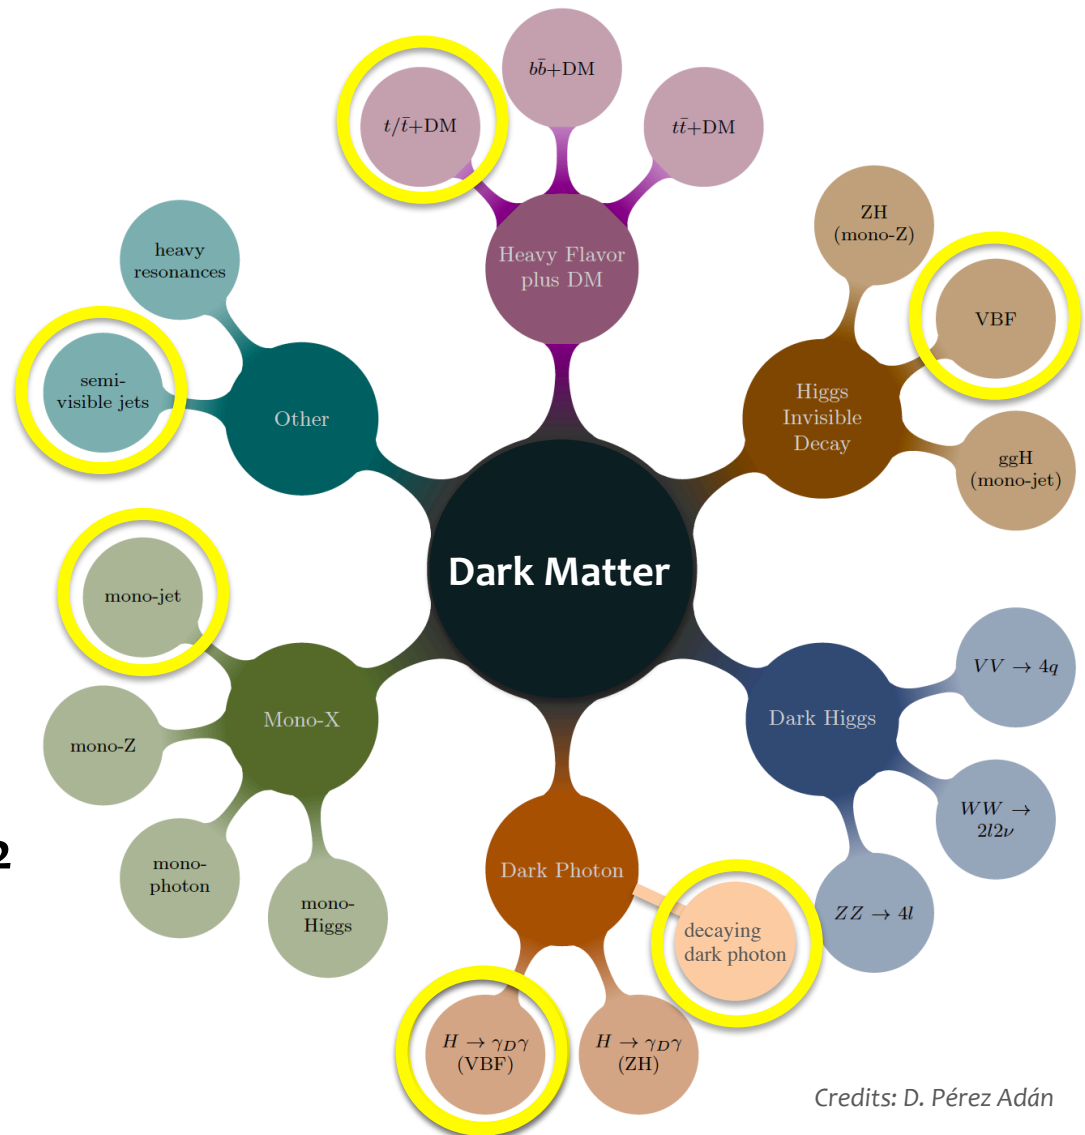 Dark Matter
Heavy Flavor
plus DM
t/t̄+DM
bb̄+DM
tt̄+DM
Higgs
Invisible
Decay
ZH
(mono-Z)
VBF
ggH
(mono-jet)
Dark Higgs
VV → 4q
WW →
2l2ν
ZZ → 4l
Dark Photon
decaying
dark photon
H → γ_Dγ
(ZH)
H → γ_Dγ
(VBF)
Mono-X
mono-Higgs
mono-
photon
mono-Z
mono-jet
Other
semi-
visible jets
heavy
resonances
2
Credits: D. Pérez Adán